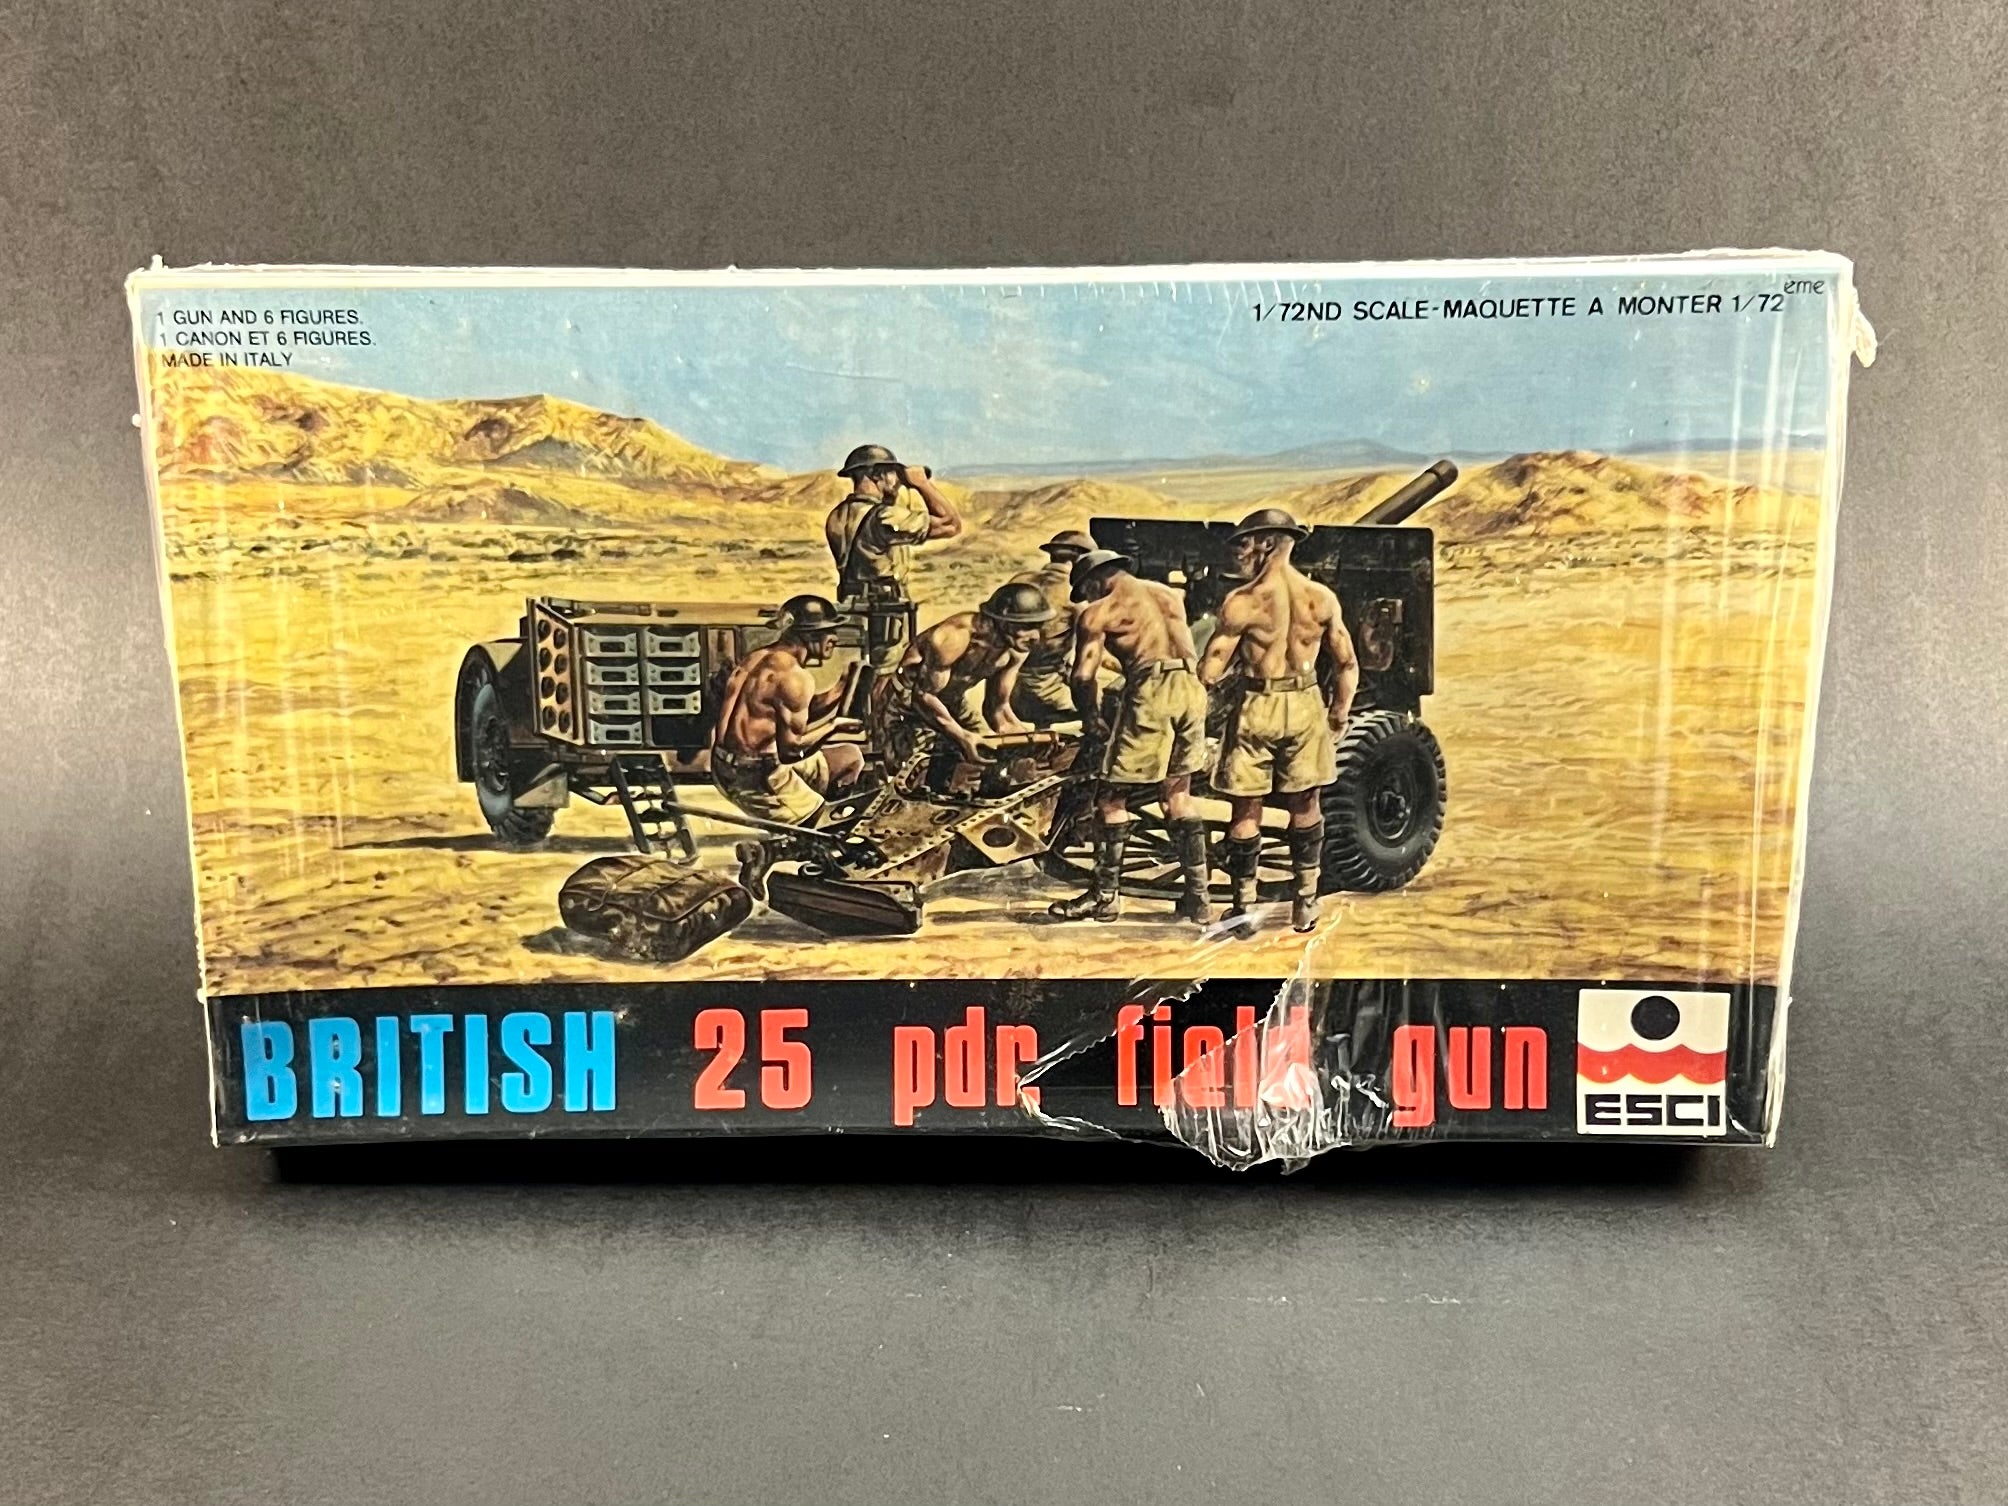 1 GUN AND 6 FIGURES.
1 CANON ET 6 FIGURES.
MADE IN ITALY
1/72ND SCALE-MAQUETTE A MONTER 1/72ème
BRITISH 25 pdr field gun
ESCI